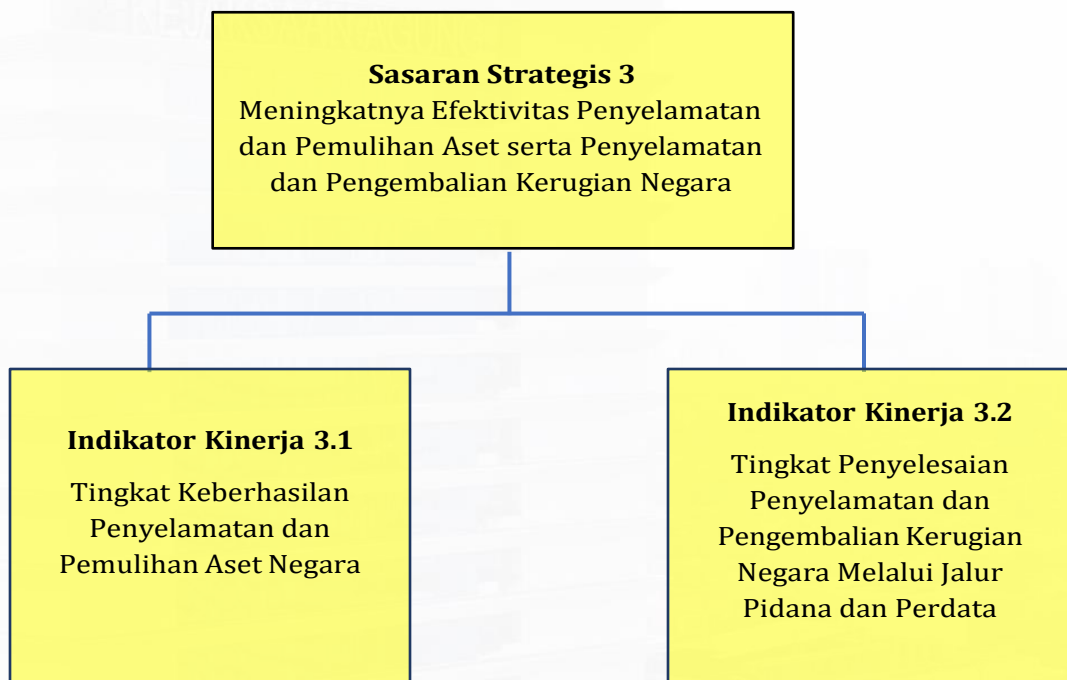 Sasaran Strategis 3
Meningkatnya Efektivitas Penyelamatan
dan Pemulihan Aset serta Penyelamatan
dan Pengembalian Kerugian Negara
Indikator Kinerja 3.1
Tingkat Keberhasilan
Penyelamatan dan
Pemulihan Aset Negara
Indikator Kinerja 3.2
Tingkat Penyelesaian
Penyelamatan dan
Pengembalian Kerugian
Negara Melalui Jalur
Pidana dan Perdata